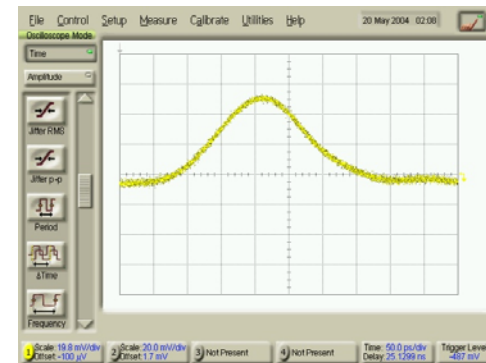 File Control Setup Measure Calibrate Utilities Help 20 May 2004 02:08
Oscilloscope Mode
Time
Amplitude
Jitter RMS
Jitter p-p
Period
ΔTime
Frequency
1 Scale: 19.8 mV/div 2 Scale: 20.0 mV/div 3 Not Present 4 Not Present Time: 50.0 ps/div Trigger Leve
Offset: -100 µV Offset: 1.7 mV Delay: 25.1299 ns -487 mV